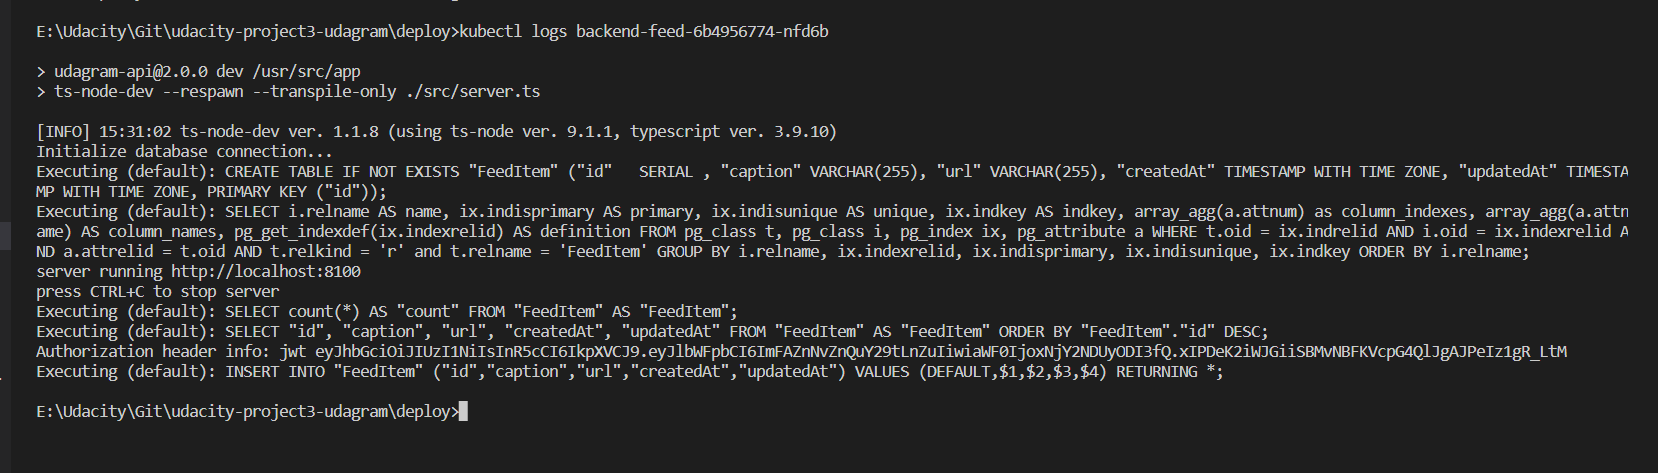 E:\Udacity\Git\udacity-project3-udagram\deploy>kubectl logs backend-feed-6b4956774-nfd6b
> udagram-api@2.0.0 dev /usr/src/app
> ts-node-dev --respawn --transpile-only ./src/server.ts
[INFO] 15:31:02 ts-node-dev ver. 1.1.8 (using ts-node ver. 9.1.1, typescript ver. 3.9.10)
Initialize database connection...
Executing (default): CREATE TABLE IF NOT EXISTS "FeedItem" ("id"   SERIAL , "caption" VARCHAR(255), "url" VARCHAR(255), "createdAt" TIMESTAMP WITH TIME ZONE, "updatedAt" TIMESTA
MP WITH TIME ZONE, PRIMARY KEY ("id"));
Executing (default): SELECT i.relname AS name, ix.indisprimary AS primary, ix.indisunique AS unique, ix.indkey AS indkey, array_agg(a.attnum) as column_indexes, array_agg(a.attn
ame) AS column_names, pg_get_indexdef(ix.indexrelid) AS definition FROM pg_class t, pg_class i, pg_index ix, pg_attribute a WHERE t.oid = ix.indrelid AND i.oid = ix.indexrelid A
ND a.attrelid = t.oid AND t.relkind = 'r' and t.relname = 'FeedItem' GROUP BY i.relname, ix.indexrelid, ix.indisprimary, ix.indisunique, ix.indkey ORDER BY i.relname;
server running http://localhost:8100
press CTRL+C to stop server
Executing (default): SELECT count(*) AS "count" FROM "FeedItem" AS "FeedItem";
Executing (default): SELECT "id", "caption", "url", "createdAt", "updatedAt" FROM "FeedItem" AS "FeedItem" ORDER BY "FeedItem"."id" DESC;
Authorization header info: jwt eyJhbGciOiJIUzI1NiIsInR5cCI6IkpXVCJ9.eyJlbWFpbCI6ImFAZnNvZnQuY29tLnZuIiwiaWF0IjoxNjY2NDUyODI3fQ.xIPDeK2iWJGiiSBMvNBFKVcpG4QlJgAJPeIz1gR_LtM
Executing (default): INSERT INTO "FeedItem" ("id","caption","url","createdAt","updatedAt") VALUES (DEFAULT,$1,$2,$3,$4) RETURNING *;
E:\Udacity\Git\udacity-project3-udagram\deploy>